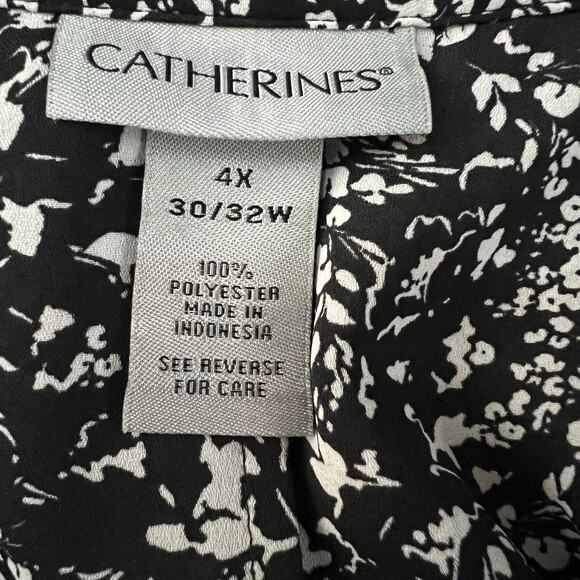 CATHERINES®
4X
30/32W
100%
POLYESTER
MADE IN
INDONESIA
SEE REVERSE
FOR CARE